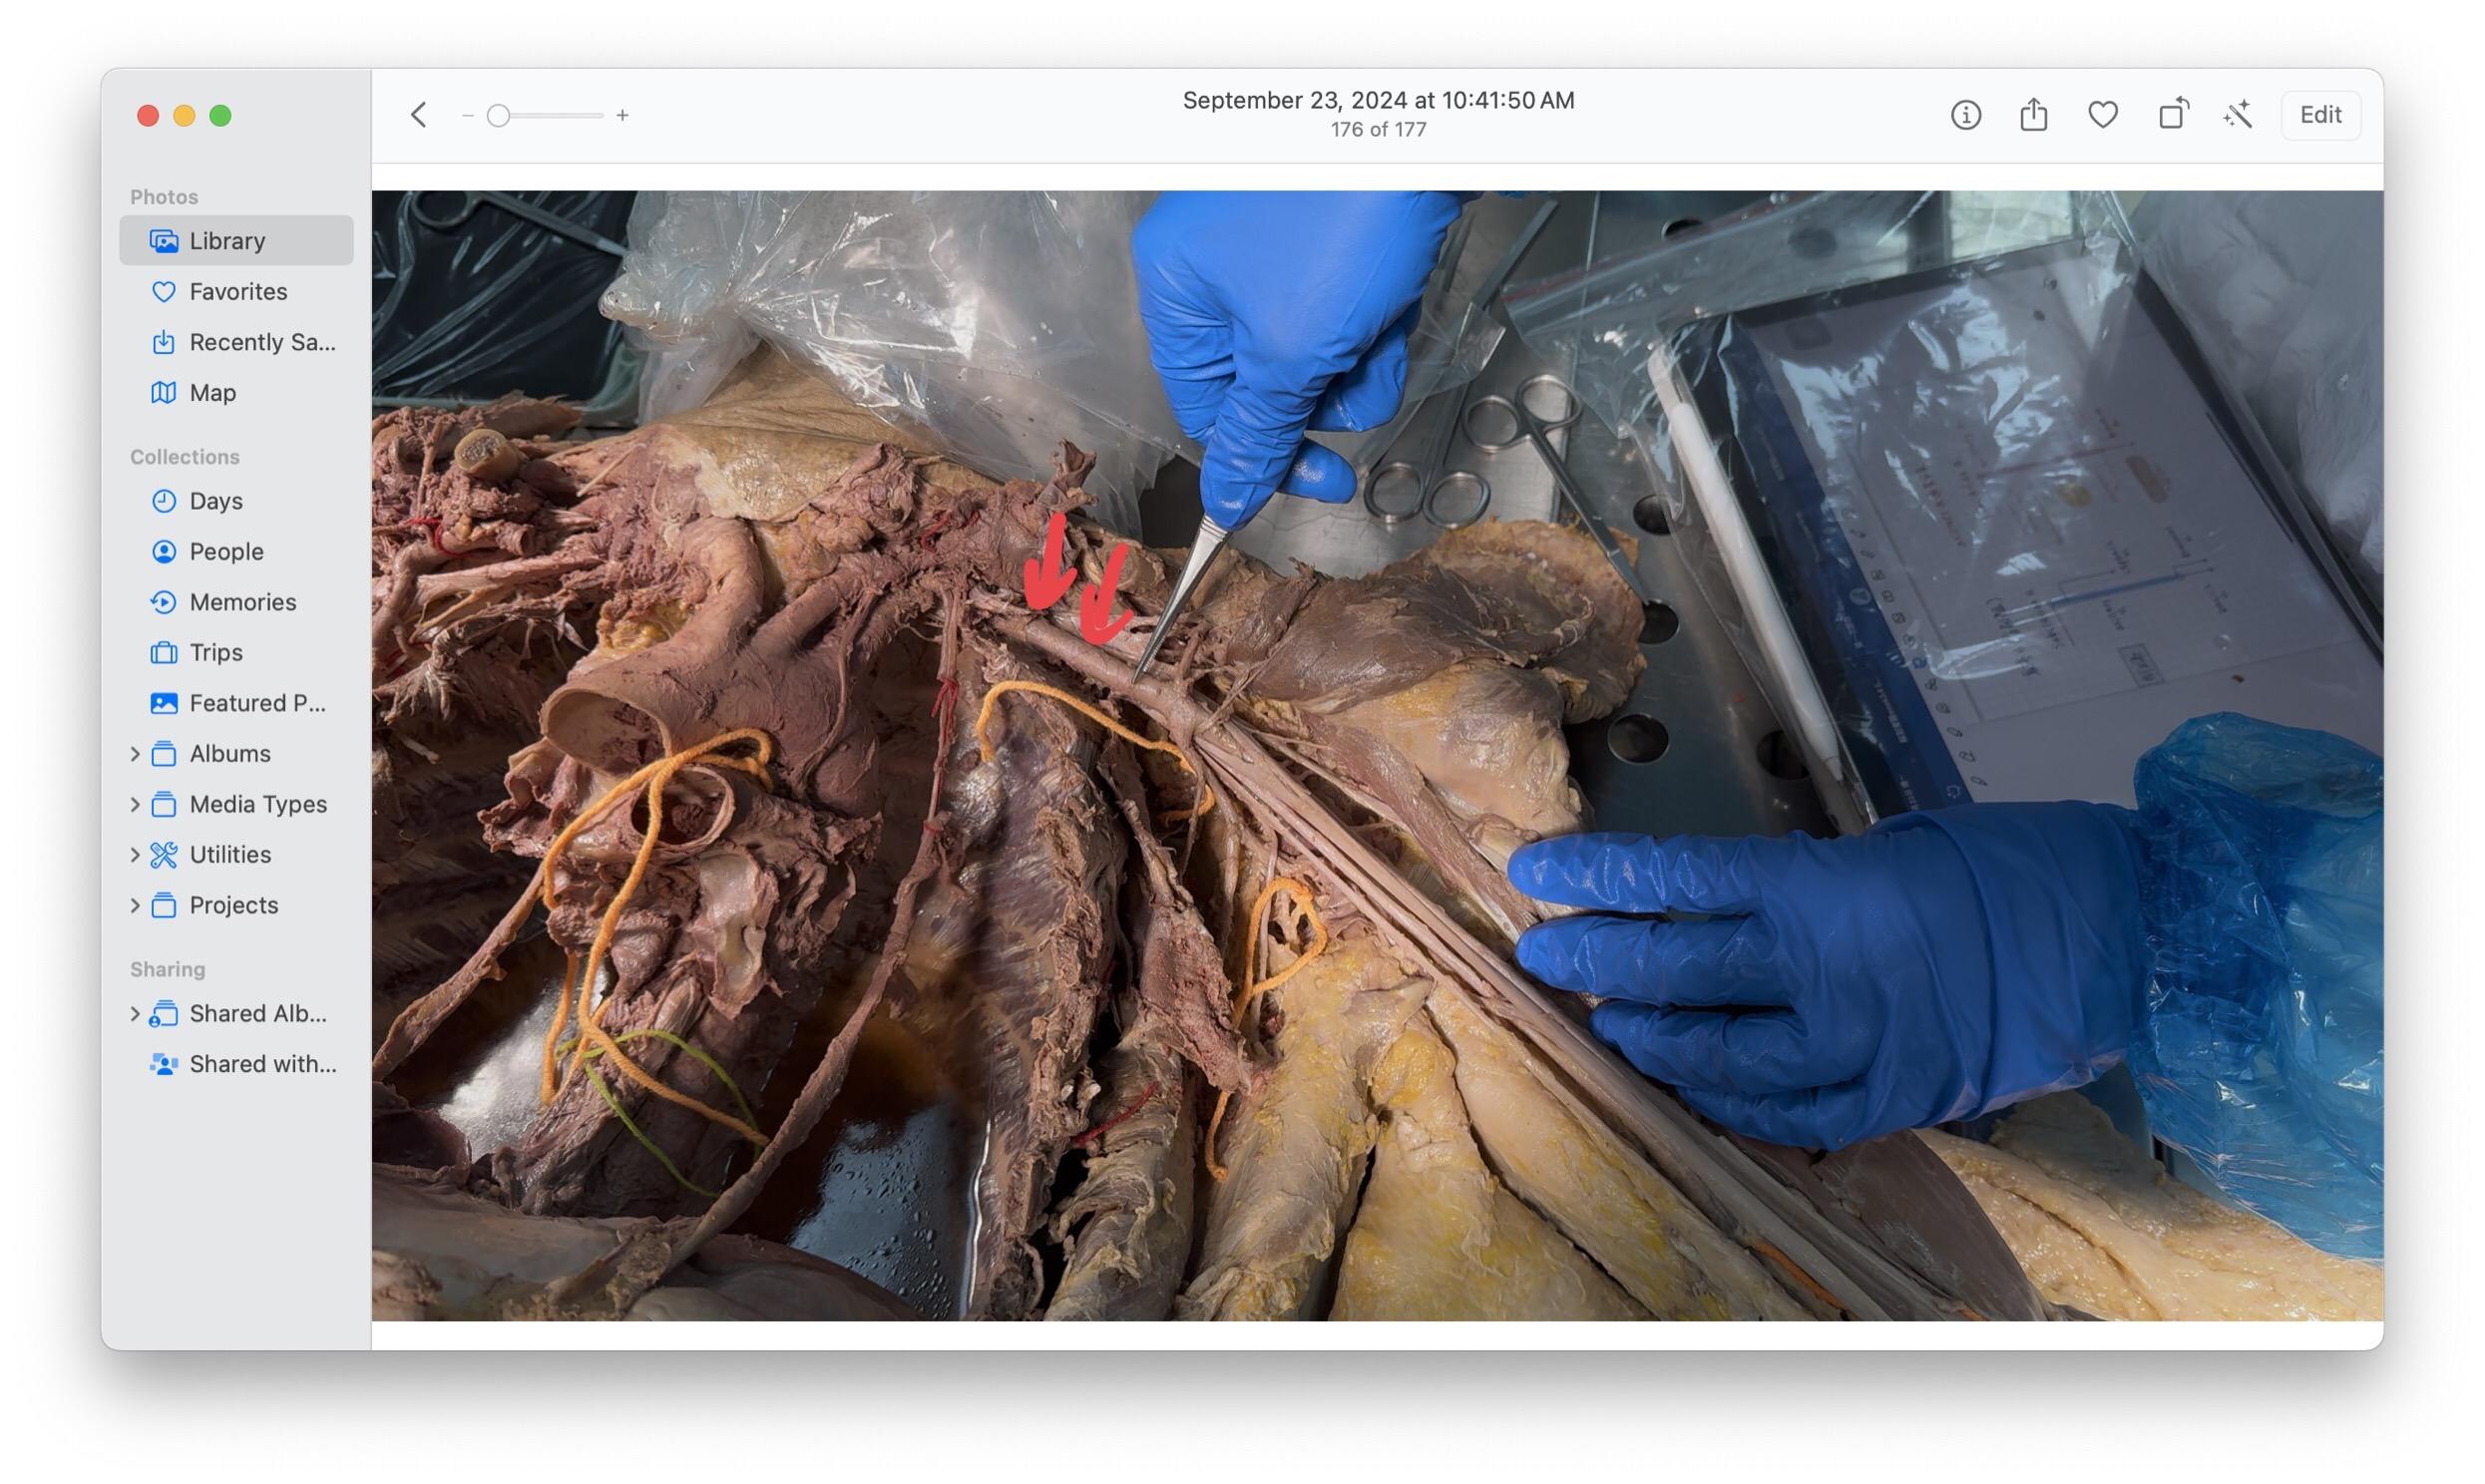 September 23, 2024 at 10:41:50 AM
176 of 177
Edit
Photos
Library
Favorites
Recently Sa...
Map
Collections
Days
People
Memories
Trips
Featured P...
Albums
Media Types
Utilities
Projects
Sharing
Shared Alb...
Shared with...